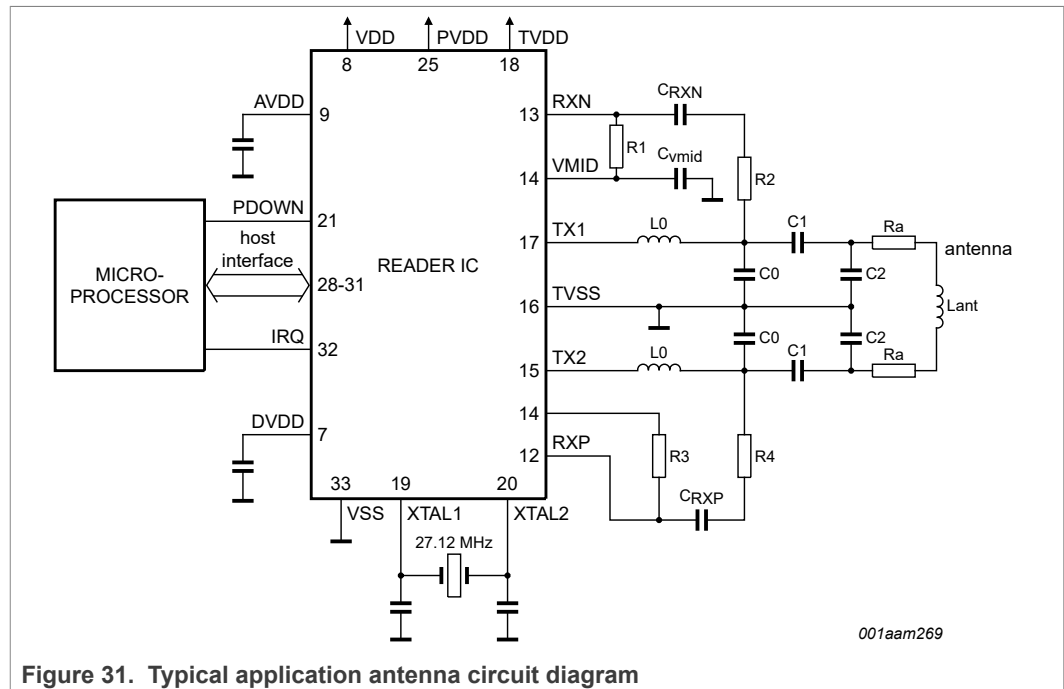 VDD PVDD TVDD
8 25 18
AVDD
9
13
RXN
CRXN
R1
VMID
14
Cvmid
R2
PDOWN
21
MICRO-
PROCESSOR
host
interface
28-31
READER IC
17
TX1
L0
C1
Ra
antenna
C0
C2
TVSS
16
Lant
C0
C2
IRQ
32
TX2
15
L0
C1
Ra
14
DVDD
7
RXP
12
R3
R4
CRXP
33 19 20
VSS XTAL1 XTAL2
27.12 MHz
001aam269
Figure 31. Typical application antenna circuit diagram